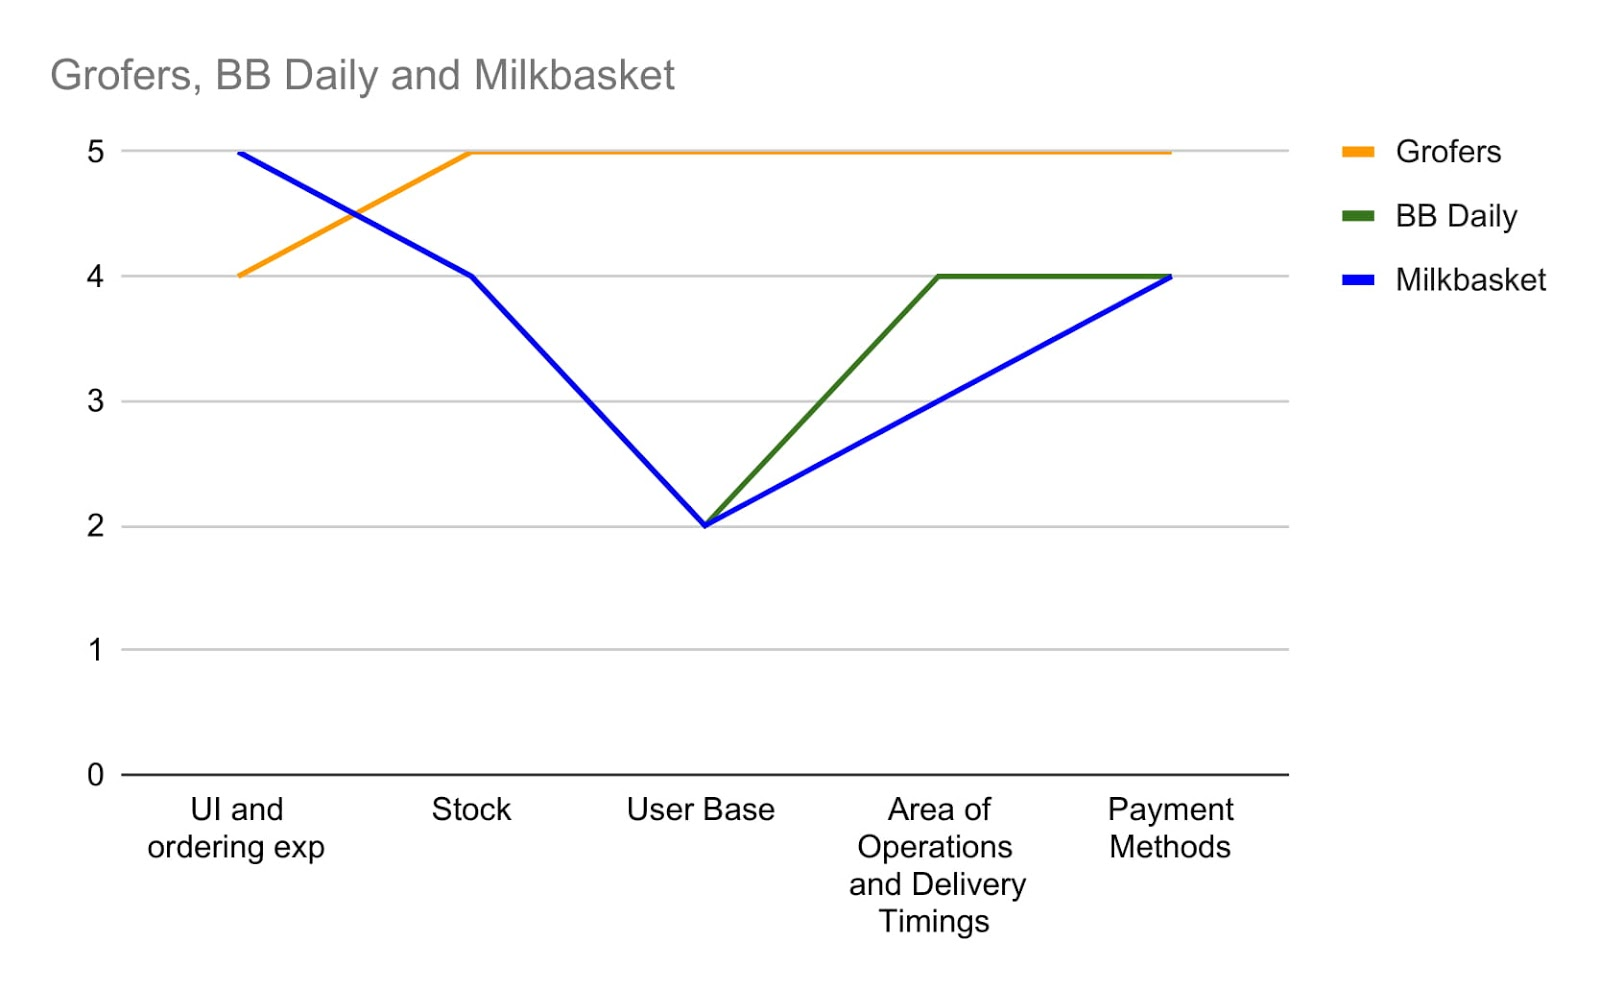 Grofers, BB Daily and Milkbasket
5
4
3
2
1
0
Grofers
BB Daily
Milkbasket
UI and
ordering exp
Stock
User Base
Area of
Operations
and Delivery
Timings
Payment
Methods